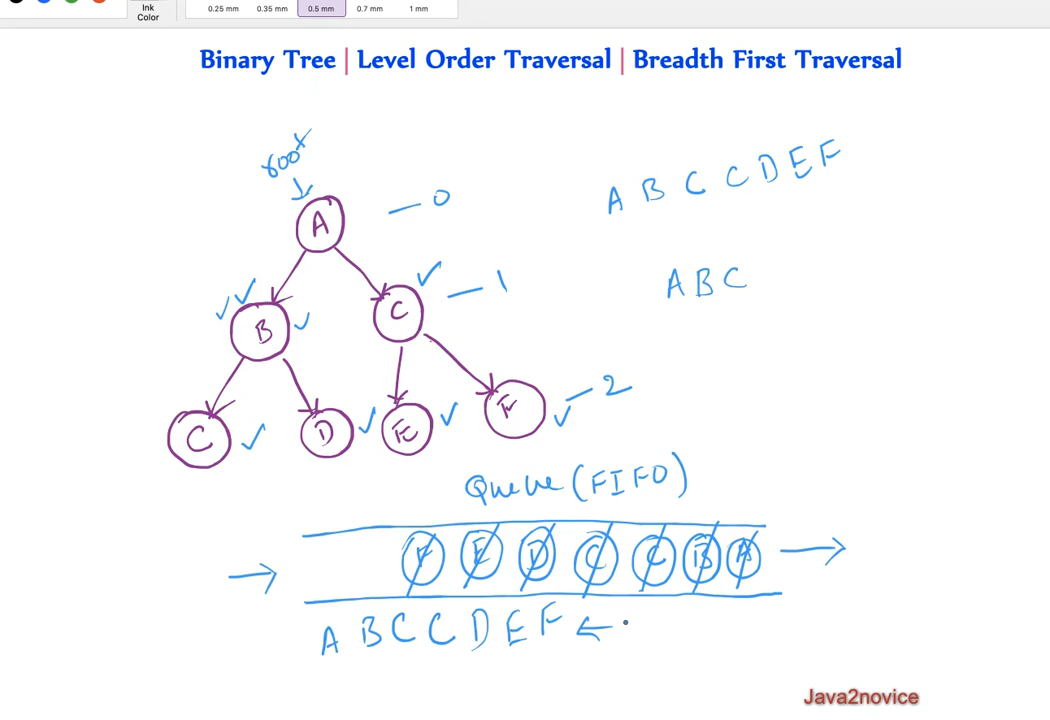 Ink
Color
0.25 mm 0.35 mm 0.5 mm 0.7 mm 1 mm
Binary Tree | Level Order Traversal | Breadth First Traversal
A B C C D E F
A
— 0
A B C
B
C
— 1
C
D
E
F
— 2
Queue (FIFO)
F E D C C B A
A B C C D E F
Java2novice